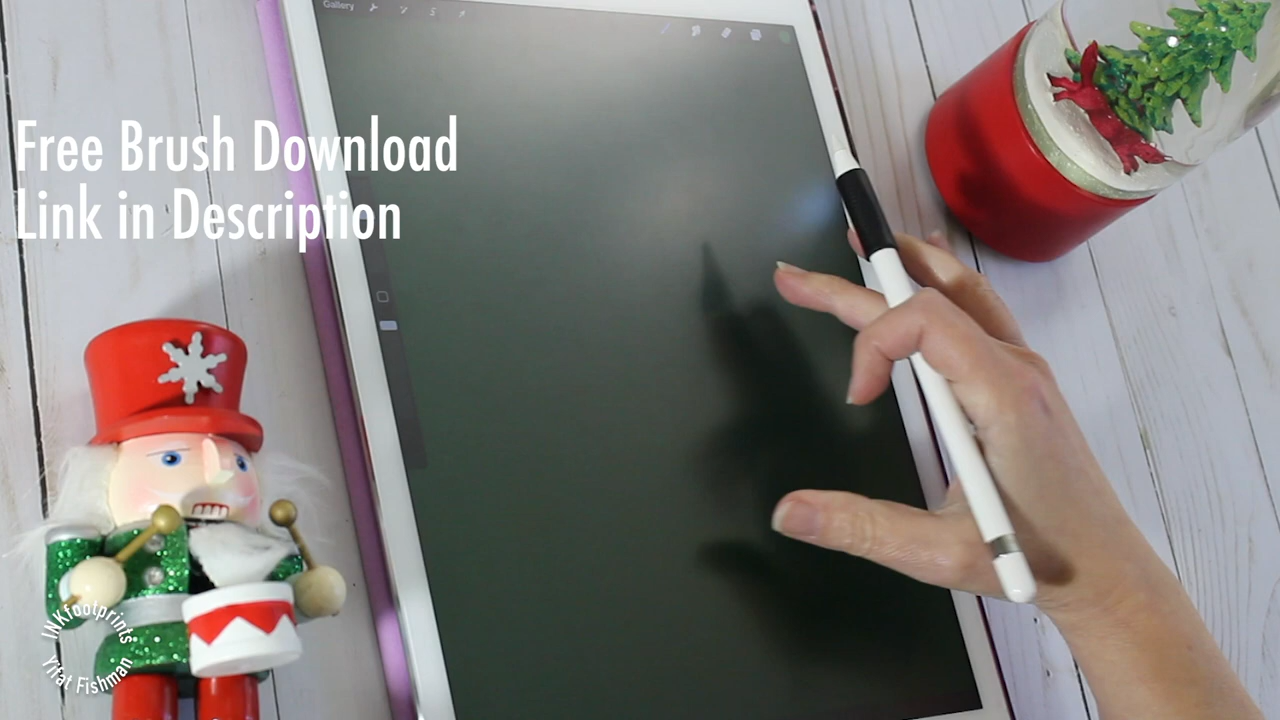 Gallery
Free Brush Download
Link in Description
INKfootprints
Yifat Fishman